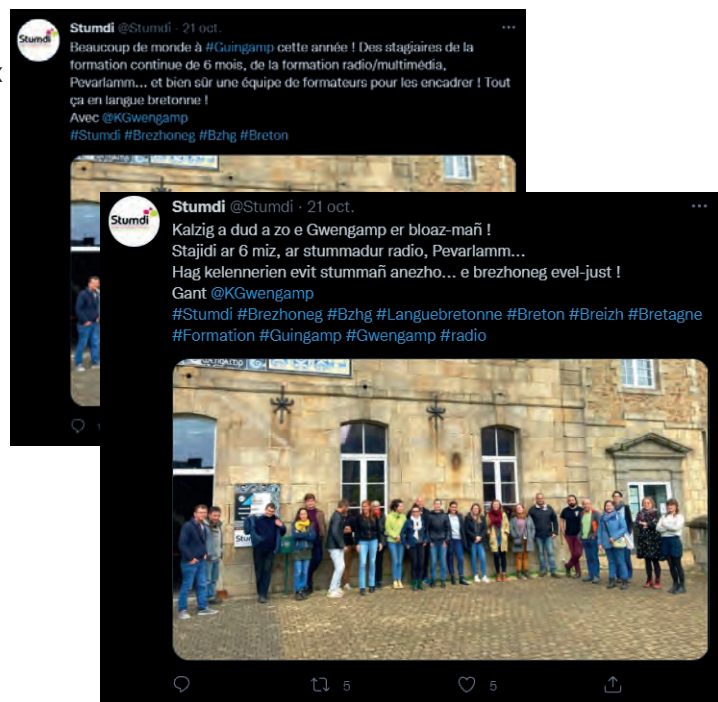 Stumdi
Stumdi @Stumdi · 21 oct.
Beaucoup de monde à #Guingamp cette année ! Des stagiaires de la
formation continue de 6 mois, de la formation radio/multimédia,
Pevarlamm... et bien sûr une équipe de formateurs pour les encadrer ! Tout
ça en langue bretonne !
Avec @KGwengamp
#Stumdi #Brezhoneg #Bzhg #Breton
Stumdi
Stumdi @Stumdi · 21 oct.
Kalzig a dud a zo e Gwengamp er bloaz-mañ !
Stajidi ar 6 miz, ar stummadur radio, Pevarlamm...
Hag kelennerien evit stummañ anezho... e brezhoneg evel-just !
Gant @KGwengamp
#Stumdi #Brezhoneg #Bzhg #Languebretonne #Breton #Breizh #Bretagne
#Formation #Guingamp #Gwengamp #radio
5
5